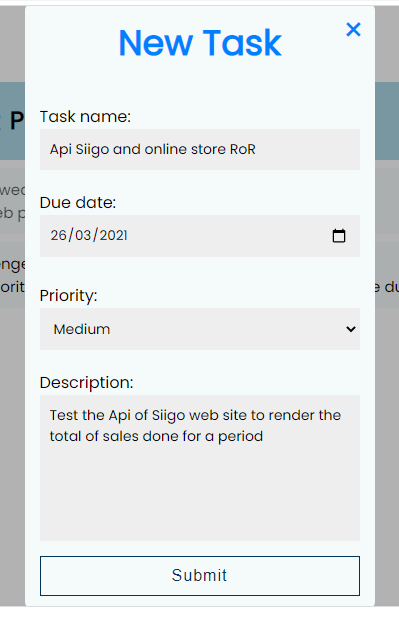 New Task
×
P
Task name:
Api Siigo and online store RoR
Due date:
26/03/2021
Priority:
Medium
Description:
Test the Api of Siigo web site to render the
total of sales done for a period
Submit